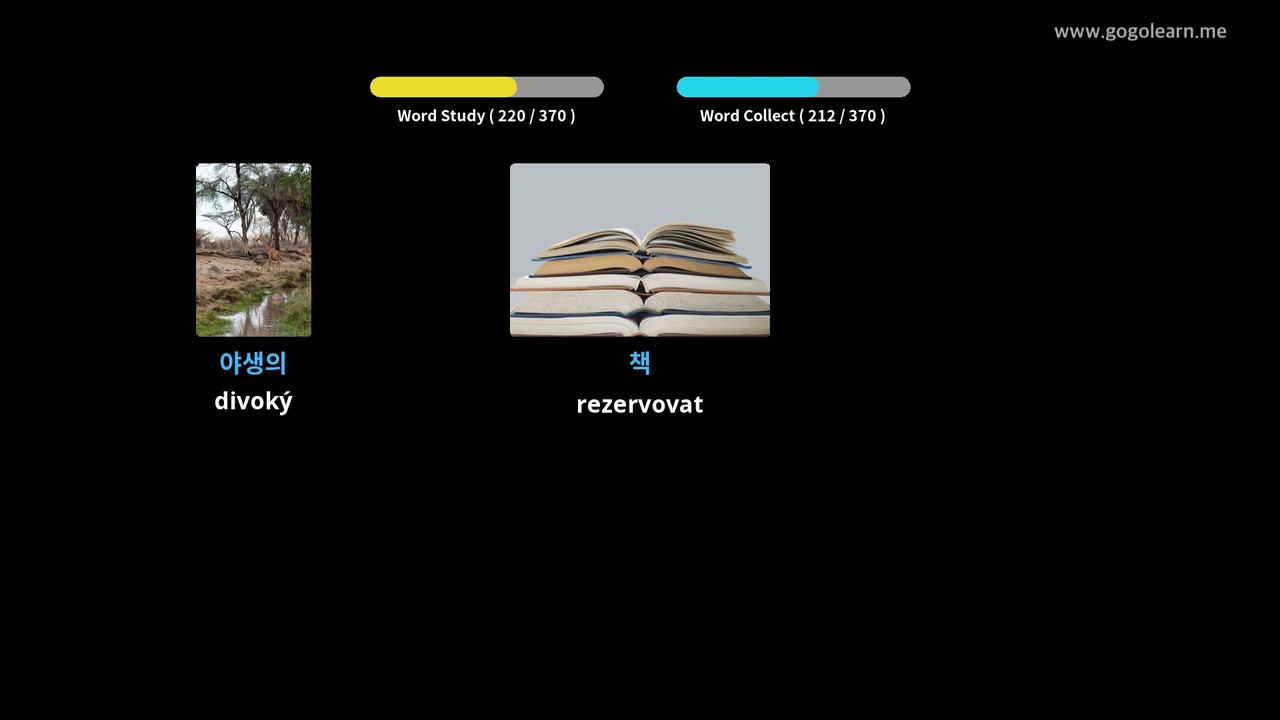 www.gogolearn.me
Word Study ( 220 / 370 )
Word Collect ( 212 / 370 )
야생의
divoký
책
rezervovat